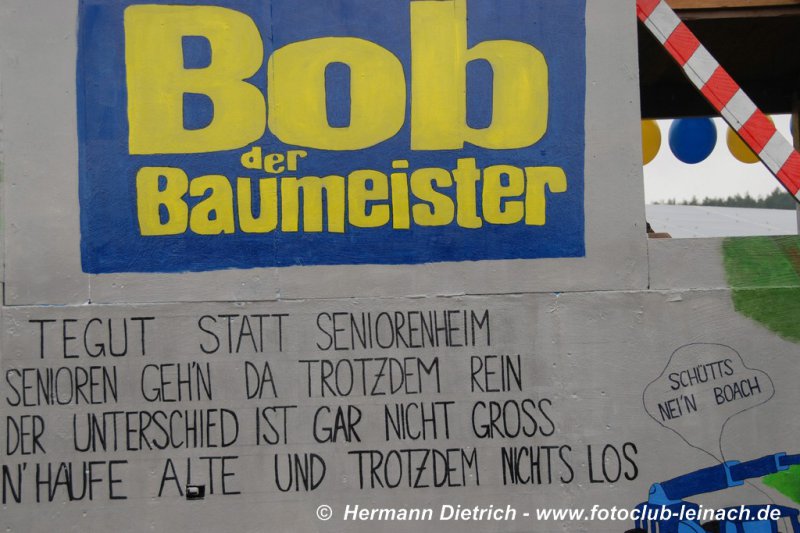 Bob
der
Baumeister
TEGUT STATT SENIORENHEIM
SENIOREN GEH'N DA TROTZDEM REIN
DER UNTERSCHIED IST GAR NICHT GROSS
N' HAUFE ALTE UND TROTZDEM NICHTS LOS
SCHÜTTS
NEI'N BOACH
© Hermann Dietrich - www.fotoclub-leinach.de